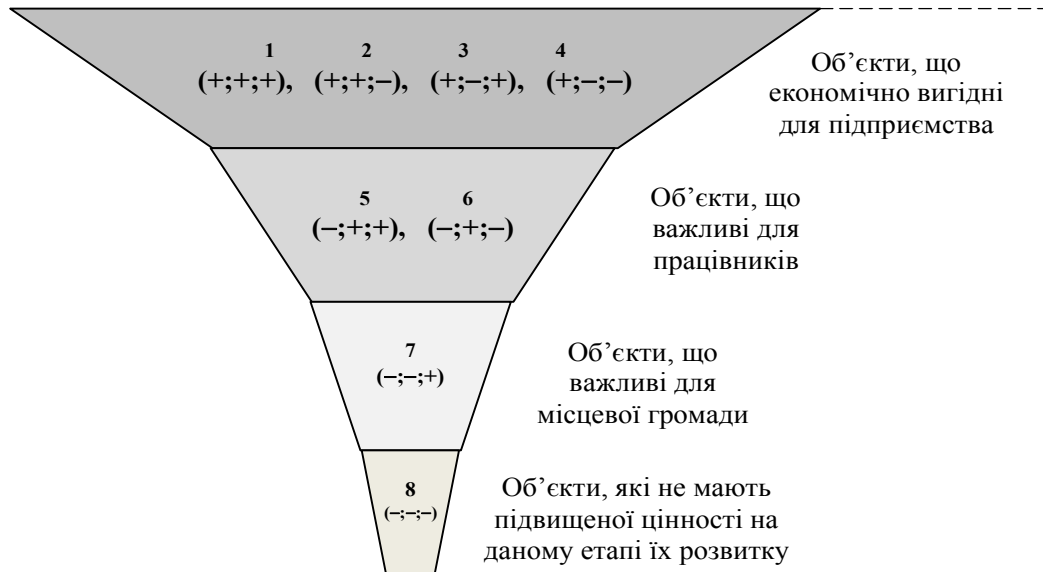 1 2 3 4
(+;+;+), (+;+;–), (+;–;+), (+;–;–)
Об’єкти, що
економічно вигідні
для підприємства
5 6
(–;+;+), (–;+;–)
Об’єкти, що
важливі для
працівників
7
(–;–;+)
Об’єкти, що
важливі для
місцевої громади
8
(–;–;–)
Об’єкти, які не мають
підвищеної цінності на
даному етапі їх розвитку